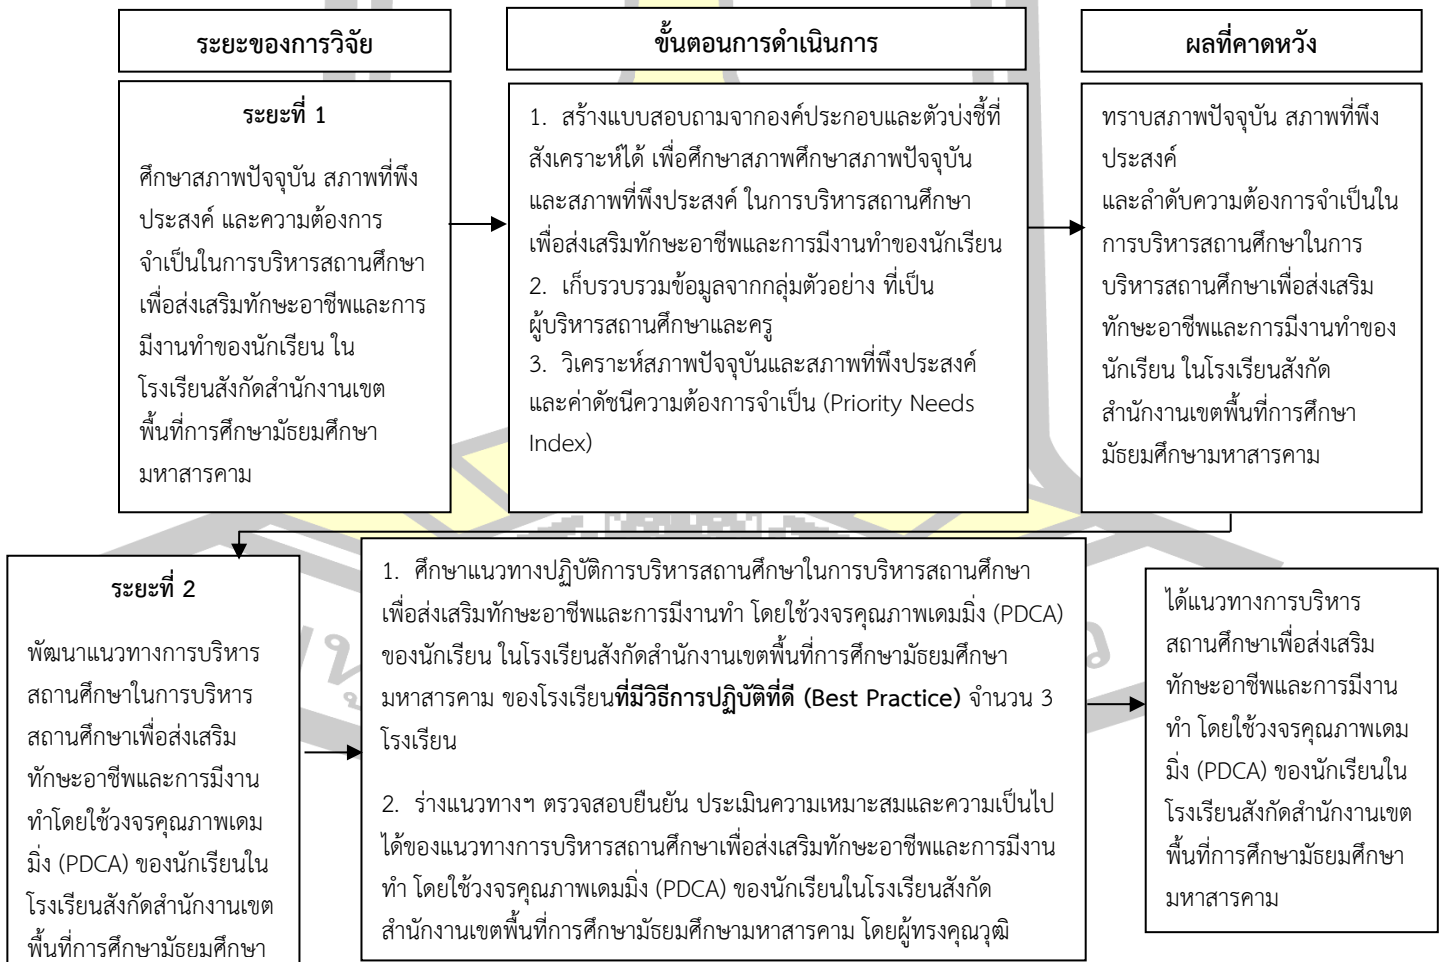 ระยะของการวิจัย
ขั้นตอนการดำเนินการ
ผลที่คาดหวัง
ระยะที่ 1
ศึกษาสภาพปัจจุบัน สภาพที่พึง
ประสงค์ และความต้องการ
จำเป็นในการบริหารสถานศึกษา
เพื่อส่งเสริมทักษะอาชีพและการ
มีงานทำของนักเรียน ใน
โรงเรียนสังกัดสำนักงานเขต
พื้นที่การศึกษามัธยมศึกษา
มหาสารคาม
1. สร้างแบบสอบถามจากองค์ประกอบและตัวบ่งชี้ที่
สังเคราะห์ได้ เพื่อศึกษาสภาพศึกษาสภาพปัจจุบัน
และสภาพที่พึงประสงค์ ในการบริหารสถานศึกษา
เพื่อส่งเสริมทักษะอาชีพและการมีงานทำของนักเรียน
2. เก็บรวบรวมข้อมูลจากกลุ่มตัวอย่าง ที่เป็น
ผู้บริหารสถานศึกษาและครู
3. วิเคราะห์สภาพปัจจุบันและสภาพที่พึงประสงค์
และค่าดัชนีความต้องการจำเป็น (Priority Needs
Index)
ทราบสภาพปัจจุบัน สภาพที่พึง
ประสงค์
และลำดับความต้องการจำเป็นใน
การบริหารสถานศึกษาในการ
บริหารสถานศึกษาเพื่อส่งเสริม
ทักษะอาชีพและการมีงานทำของ
นักเรียน ในโรงเรียนสังกัด
สำนักงานเขตพื้นที่การศึกษา
มัธยมศึกษามหาสารคาม
ระยะที่ 2
พัฒนาแนวทางการบริหาร
สถานศึกษาในการบริหาร
สถานศึกษาเพื่อส่งเสริม
ทักษะอาชีพและการมีงาน
ทำโดยใช้วงจรคุณภาพเดม
มิ่ง (PDCA) ของนักเรียนใน
โรงเรียนสังกัดสำนักงานเขต
พื้นที่การศึกษามัธยมศึกษา
1. ศึกษาแนวทางปฏิบัติการบริหารสถานศึกษาในการบริหารสถานศึกษา
เพื่อส่งเสริมทักษะอาชีพและการมีงานทำ โดยใช้วงจรคุณภาพเดมมิ่ง (PDCA)
ของนักเรียน ในโรงเรียนสังกัดสำนักงานเขตพื้นที่การศึกษามัธยมศึกษา
มหาสารคาม ของโรงเรียนที่มีวิธีการปฏิบัติที่ดี (Best Practice) จำนวน 3
โรงเรียน
2. ร่างแนวทางฯ ตรวจสอบยืนยัน ประเมินความเหมาะสมและความเป็นไป
ได้ของแนวทางการบริหารสถานศึกษาเพื่อส่งเสริมทักษะอาชีพและการมีงาน
ทำ โดยใช้วงจรคุณภาพเดมมิ่ง (PDCA) ของนักเรียนในโรงเรียนสังกัด
สำนักงานเขตพื้นที่การศึกษามัธยมศึกษามหาสารคาม โดยผู้ทรงคุณวุฒิ
ได้แนวทางการบริหาร
สถานศึกษาเพื่อส่งเสริม
ทักษะอาชีพและการมีงาน
ทำ โดยใช้วงจรคุณภาพเดม
มิ่ง (PDCA) ของนักเรียนใน
โรงเรียนสังกัดสำนักงานเขต
พื้นที่การศึกษามัธยมศึกษา
มหาสารคาม